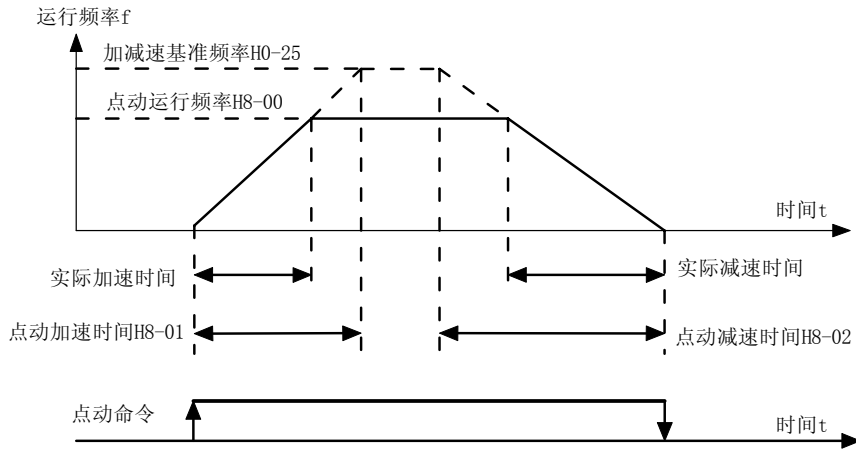 运行频率f
加减速基准频率H0-25
点动运行频率H8-00
时间t
实际加速时间
实际减速时间
点动加速时间H8-01
点动减速时间H8-02
点动命令
时间t